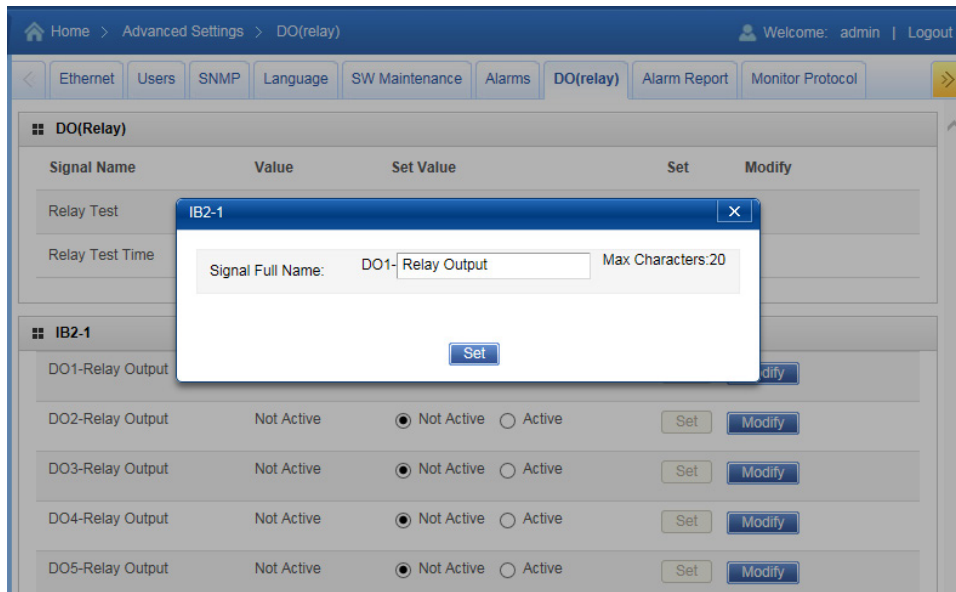 Home > Advanced Settings > DO(relay) Welcome: admin | Logout
< Ethernet Users SNMP Language SW Maintenance Alarms DO(relay) Alarm Report Monitor Protocol »
DO(Relay)
Signal Name Value Set Value Set Modify
Relay Test
Relay Test Time
IB2-1 X
Signal Full Name: DO1- Relay Output Max Characters:20
Set
IB2-1
DO1-Relay Output dify
DO2-Relay Output Not Active Not Active Active Set Modify
DO3-Relay Output Not Active Not Active Active Set Modify
DO4-Relay Output Not Active Not Active Active Set Modify
DO5-Relay Output Not Active Not Active Active Set Modify